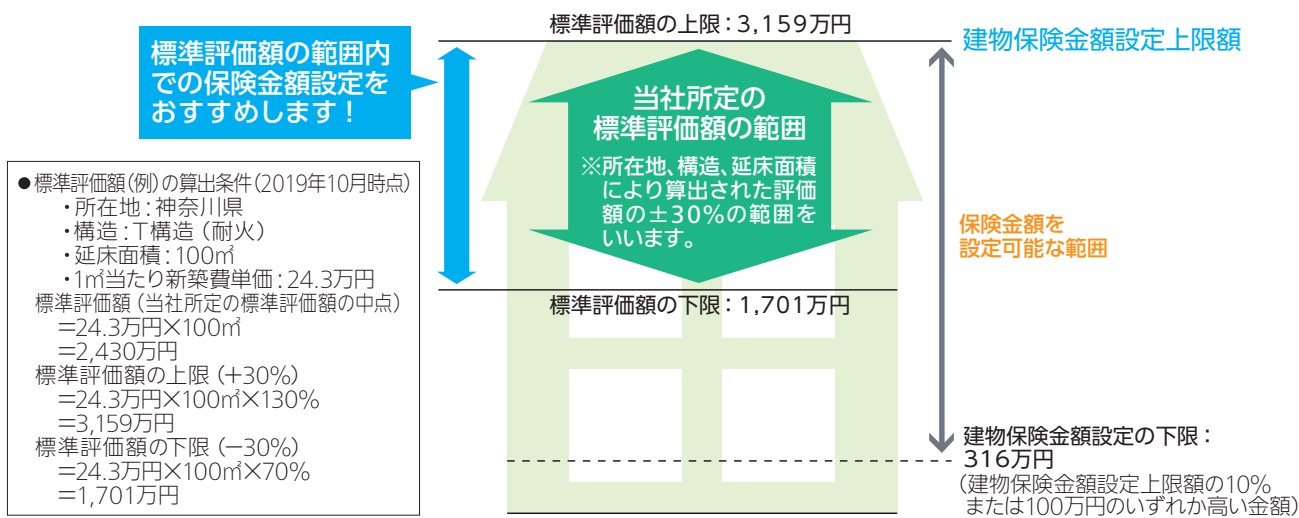 標準評価額の上限：3,159万円
建物保険金額設定上限額
標準評価額の範囲内
での保険金額設定を
おすすめします！
当社所定の
標準評価額の範囲
※所在地、構造、延床面積
により算出された評価
額の±30％の範囲を
いいます。
●標準評価額（例）の算出条件（2019年10月時点）
・所在地：神奈川県
・構造：T構造（耐火）
・延床面積：100㎡
・1㎡当たり新築費単価：24.3万円
標準評価額（当社所定の標準評価額の中点）
＝24.3万円×100㎡
＝2,430万円
標準評価額の上限（＋30％）
＝24.3万円×100㎡×130％
＝3,159万円
標準評価額の下限（－30％）
＝24.3万円×100㎡×70％
＝1,701万円
保険金額を
設定可能な範囲
標準評価額の下限：1,701万円
建物保険金額設定の下限：
316万円
（建物保険金額設定上限額の10％
または100万円のいずれか高い金額）